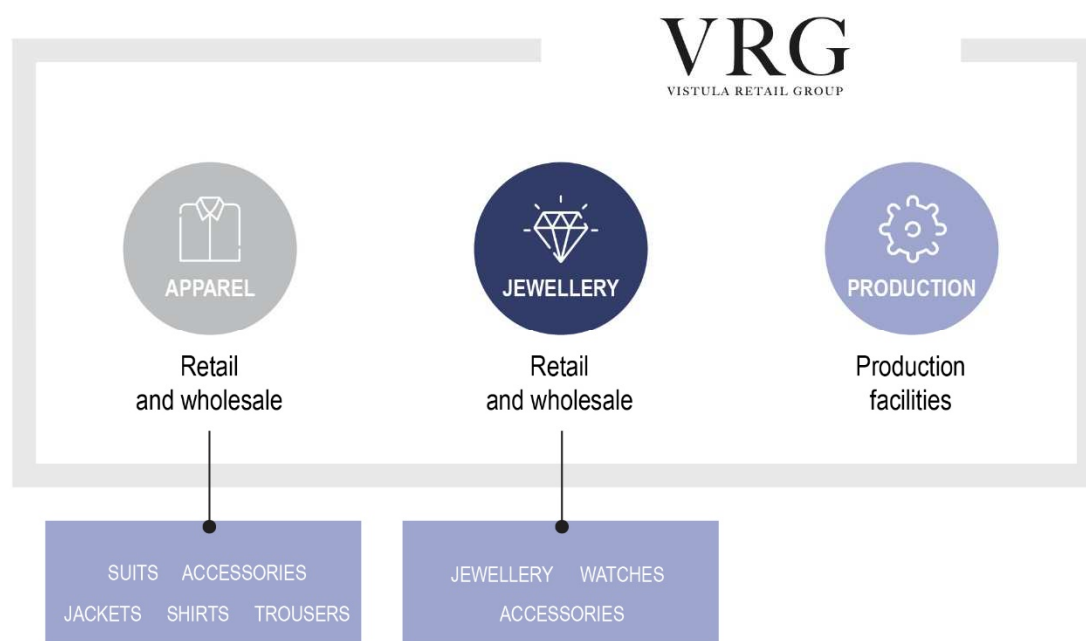 VRG
VISTULA RETAIL GROUP
APPAREL
JEWELLERY
PRODUCTION
Retail
and wholesale
Retail
and wholesale
Production
facilities
SUITS ACCESSORIES
JACKETS SHIRTS TROUSERS
JEWELLERY WATCHES
ACCESSORIES